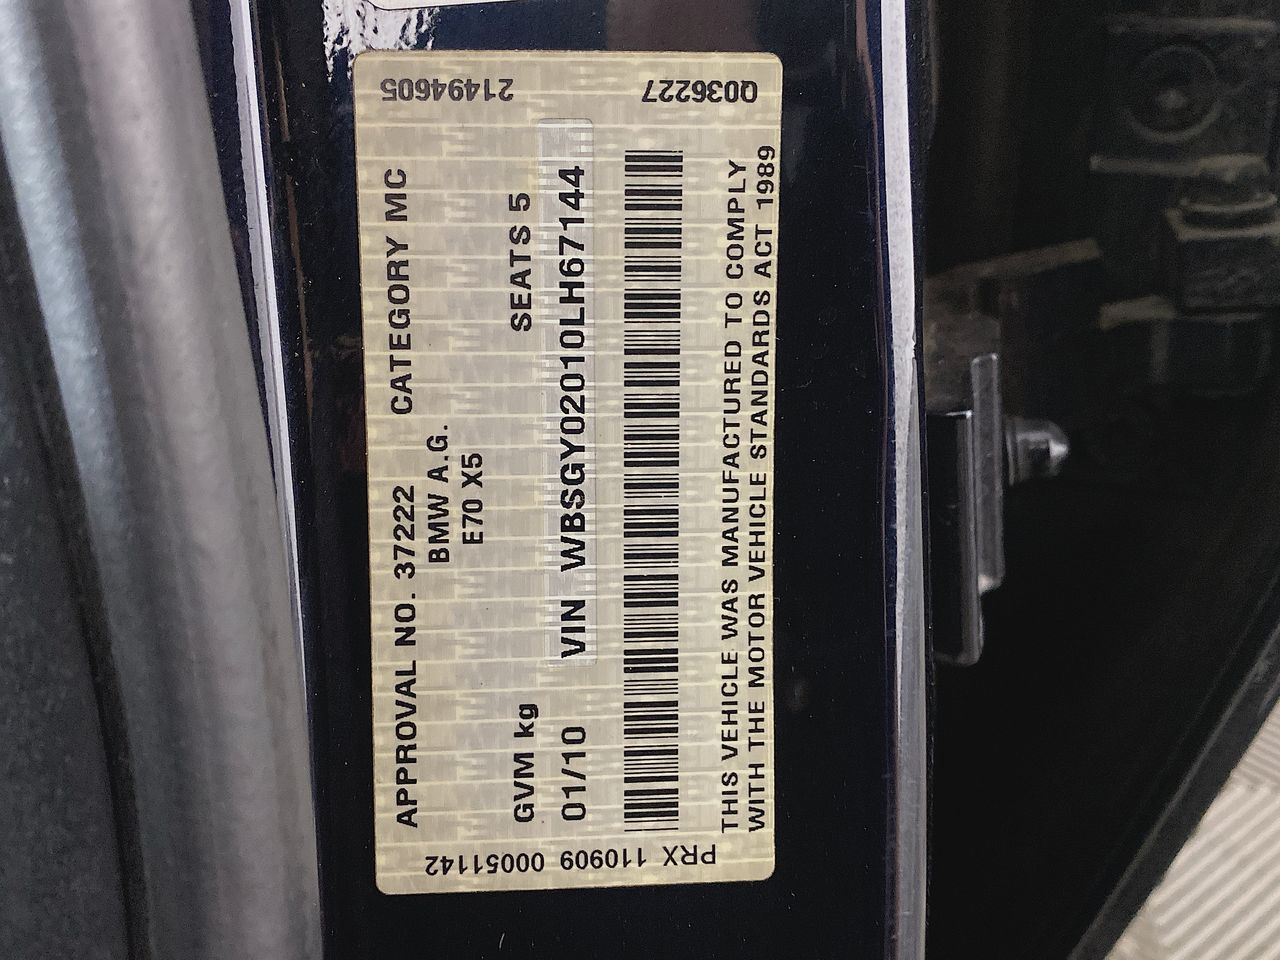 APPROVAL NO. 37222 CATEGORY MC
BMW A.G.
E70 X5
GVM kg SEATS 5
01/10 VIN WBSGY02010LH67144
THIS VEHICLE WAS MANUFACTURED TO COMPLY
WITH THE MOTOR VEHICLE STANDARDS ACT 1989
21494605
Q036227
PRX 110909 00051142